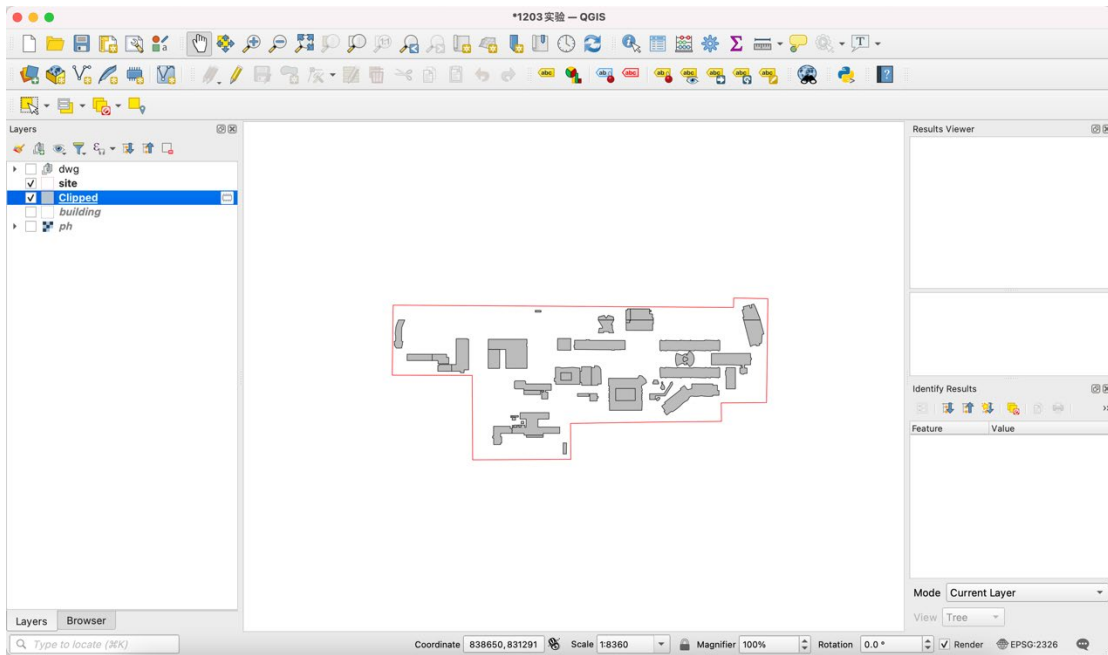 *1203实验 — QGIS
Layers
dwg
site
Clipped
building
ph
Results Viewer
Identify Results
Feature Value
Mode Current Layer
View Tree
Layers Browser
Type to locate (⌘K)
Coordinate 838650,831291 Scale 1:8360 Magnifier 100% Rotation 0.0 ° Render EPSG:2326